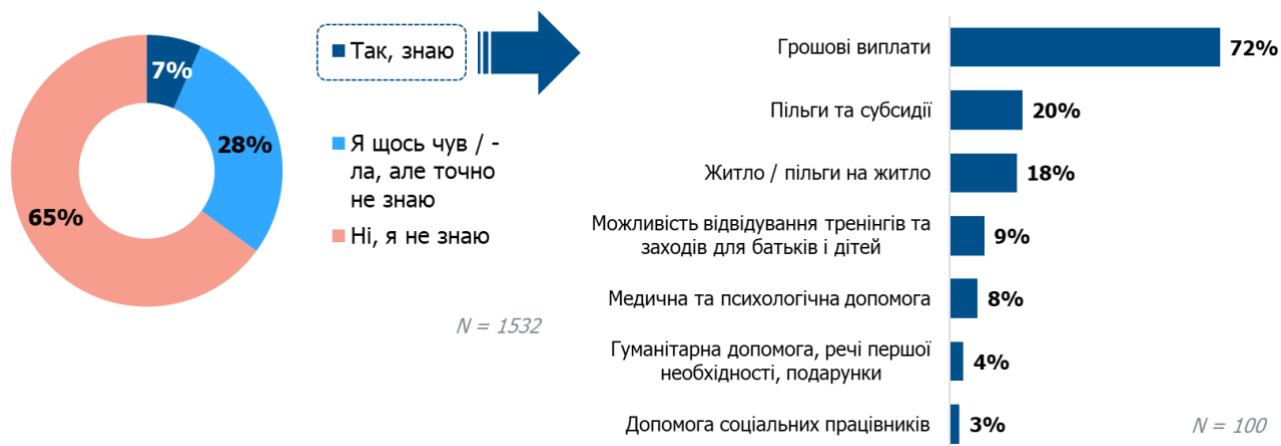 7%
28%
65%
Так, знаю
Я щось чув / -
ла, але точно
не знаю
Ні, я не знаю
N = 1532
Грошові виплати
72%
Пільги та субсидії
20%
Житло / пільги на житло
18%
Можливість відвідування тренінгів та
заходів для батьків і дітей
9%
Медична та психологічна допомога
8%
Гуманітарна допомога, речі першої
необхідності, подарунки
4%
Допомога соціальних працівників
3%
N = 100